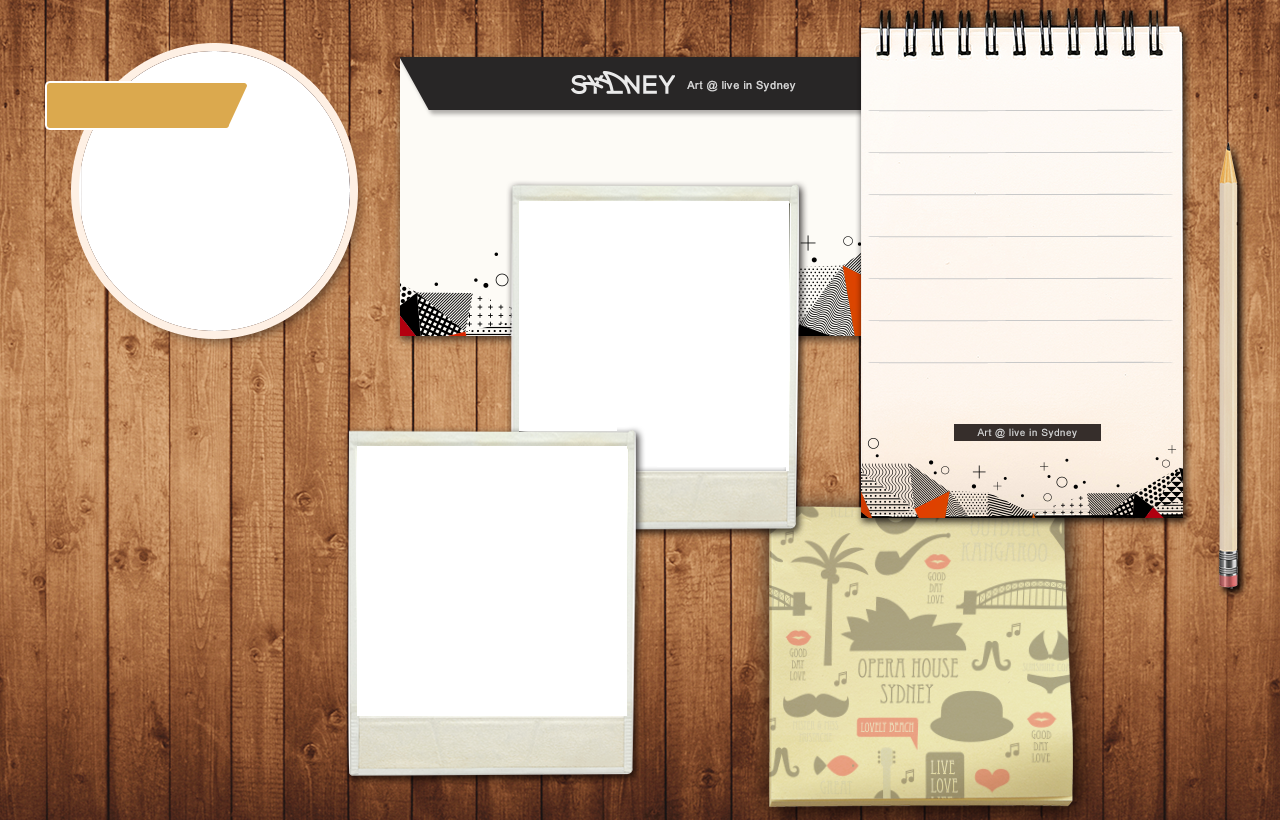 SYDNEY Art @ live in Sydney
Art @ live in Sydney
OUTBACK
KANGAROO
GOOD
DAY
LOVE
GOOD
DAY
LOVE
OPERA HOUSE
SYDNEY
LOVELY BEACH
GOOD
DAY
LOVE
LIVE
LOVE